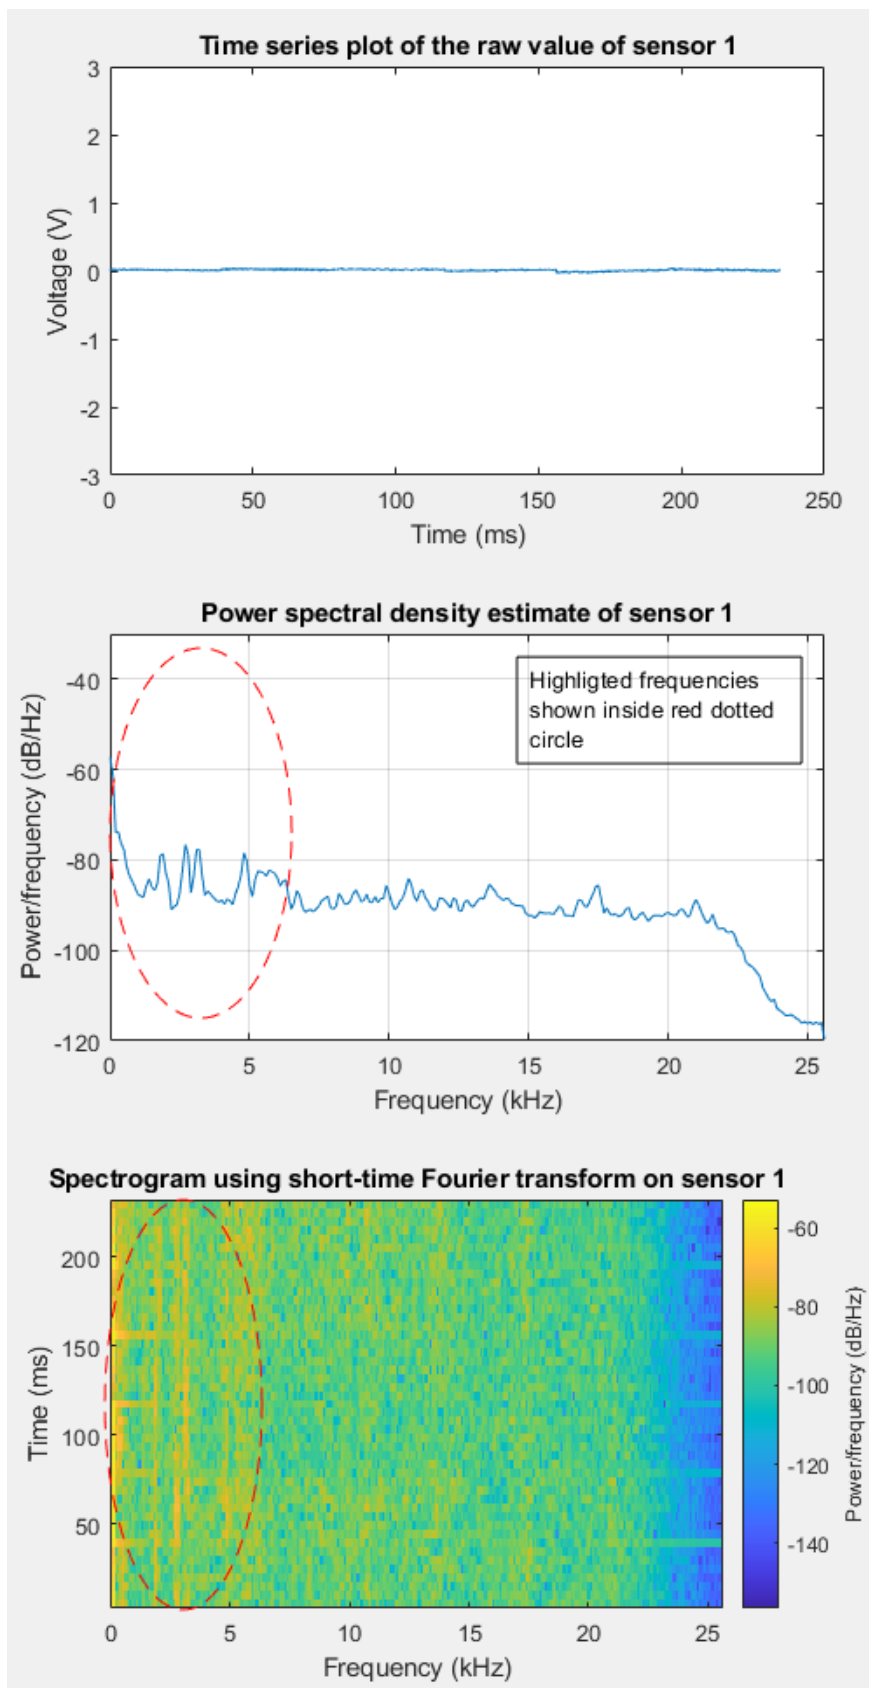 Time series plot of the raw value of sensor 1
3
2
1
0
-1
-2
-3
Voltage (V)
0 50 100 150 200 250
Time (ms)
Power spectral density estimate of sensor 1
-40
-60
-80
-100
-120
Power/frequency (dB/Hz)
Highligted frequencies
shown inside red dotted
circle
0 5 10 15 20 25
Frequency (kHz)
Spectrogram using short-time Fourier transform on sensor 1
200
150
100
50
Time (ms)
0 5 10 15 20 25
Frequency (kHz)
-60
-80
-100
-120
-140
Power/frequency (dB/Hz)